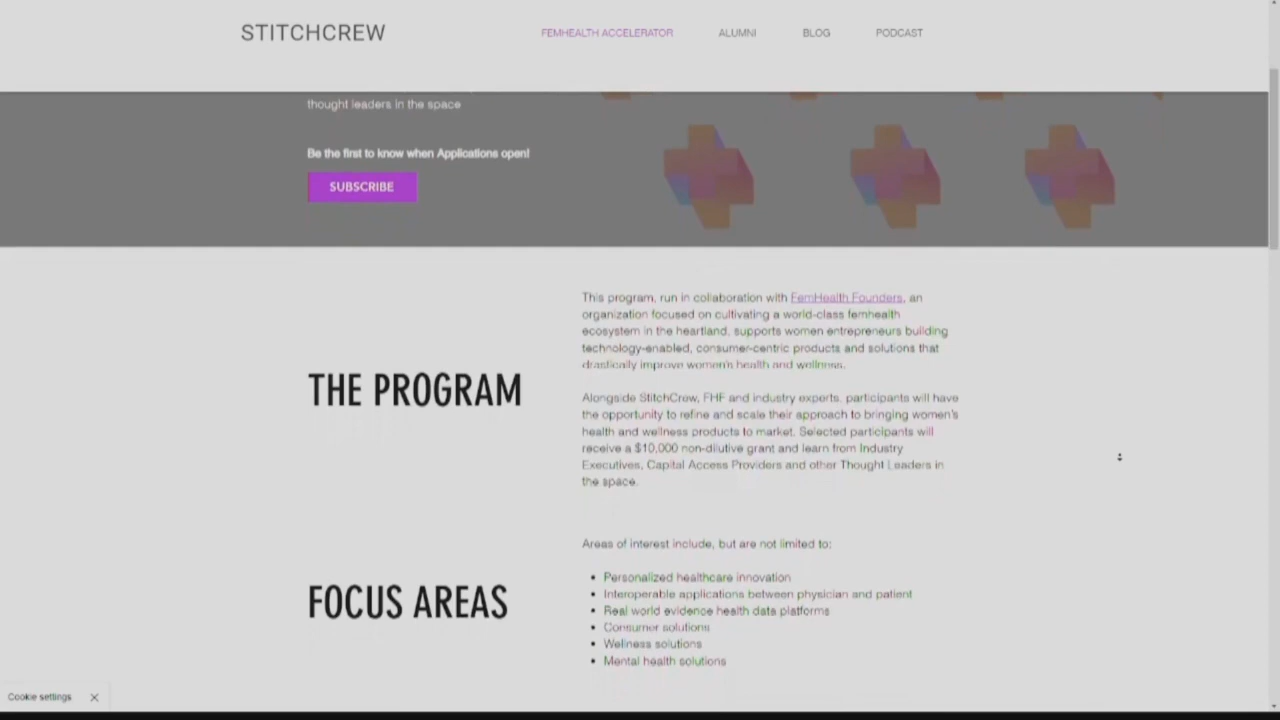 STITCHCREW
FEMHEALTH ACCELERATOR
ALUMNI
BLOG
PODCAST
thought leaders in the space
Be the first to know when Applications open!
SUBSCRIBE
THE PROGRAM
This program, run in collaboration with FemHealth Founders, an
organization focused on cultivating a world-class femhealth
ecosystem in the heartland, supports women entrepreneurs building
technology-enabled, consumer-centric products and solutions that
drastically improve women's health and wellness.
Alongside StitchCrew, FHF and industry experts, participants will have
the opportunity to refine and scale their approach to bringing women's
health and wellness products to market. Selected participants will
receive a $10,000 non-dilutive grant and learn from Industry
Executives, Capital Access Providers and other Thought Leaders in
the space.
FOCUS AREAS
Areas of interest include, but are not limited to:
• Personalized healthcare innovation
• Interoperable applications between physician and patient
• Real world evidence health data platforms
• Consumer solutions
• Wellness solutions
• Mental health solutions
Cookie settings